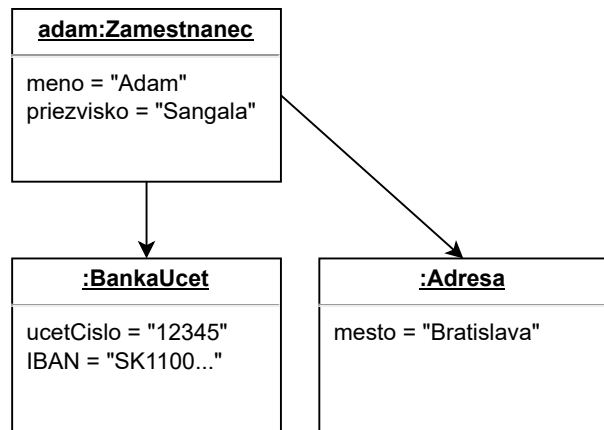 adam:Zamestnanec
meno = "Adam"
priezvisko = "Sangala"
:BankaUcet
ucetCislo = "12345"
IBAN = "SK1100..."
:Adresa
mesto = "Bratislava"